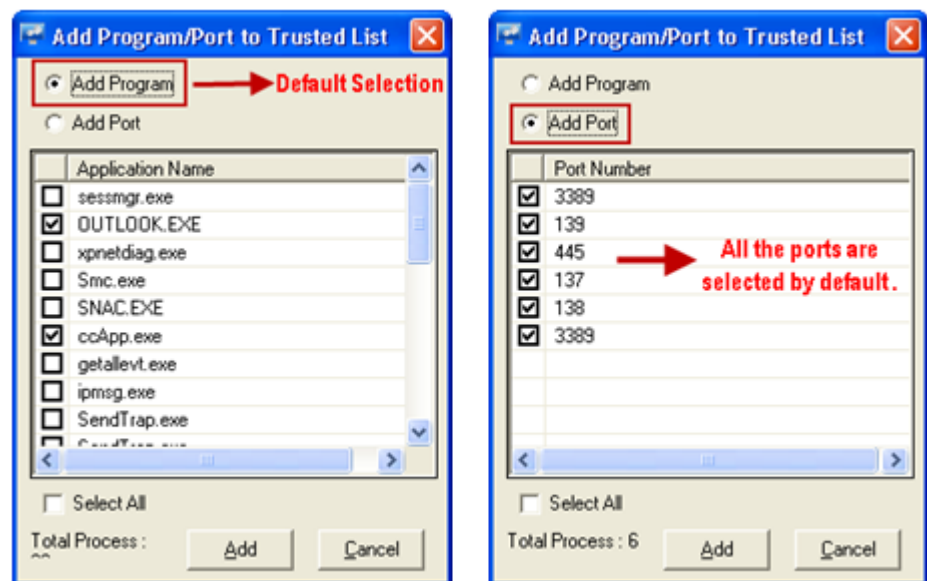 Add Program/Port to Trusted List
Add Program
Default Selection
Add Port
Application Name
sessmgr.exe
OUTLOOK.EXE
xpnetdiag.exe
Smc.exe
SNAC.EXE
ccApp.exe
getallevt.exe
ipmsg.exe
SendTrap.exe
Select All
Total Process :
Add
Cancel
Add Program/Port to Trusted List
Add Program
Add Port
Port Number
3389
139
445
137
138
3389
All the ports are
selected by default.
Select All
Total Process : 6
Add
Cancel